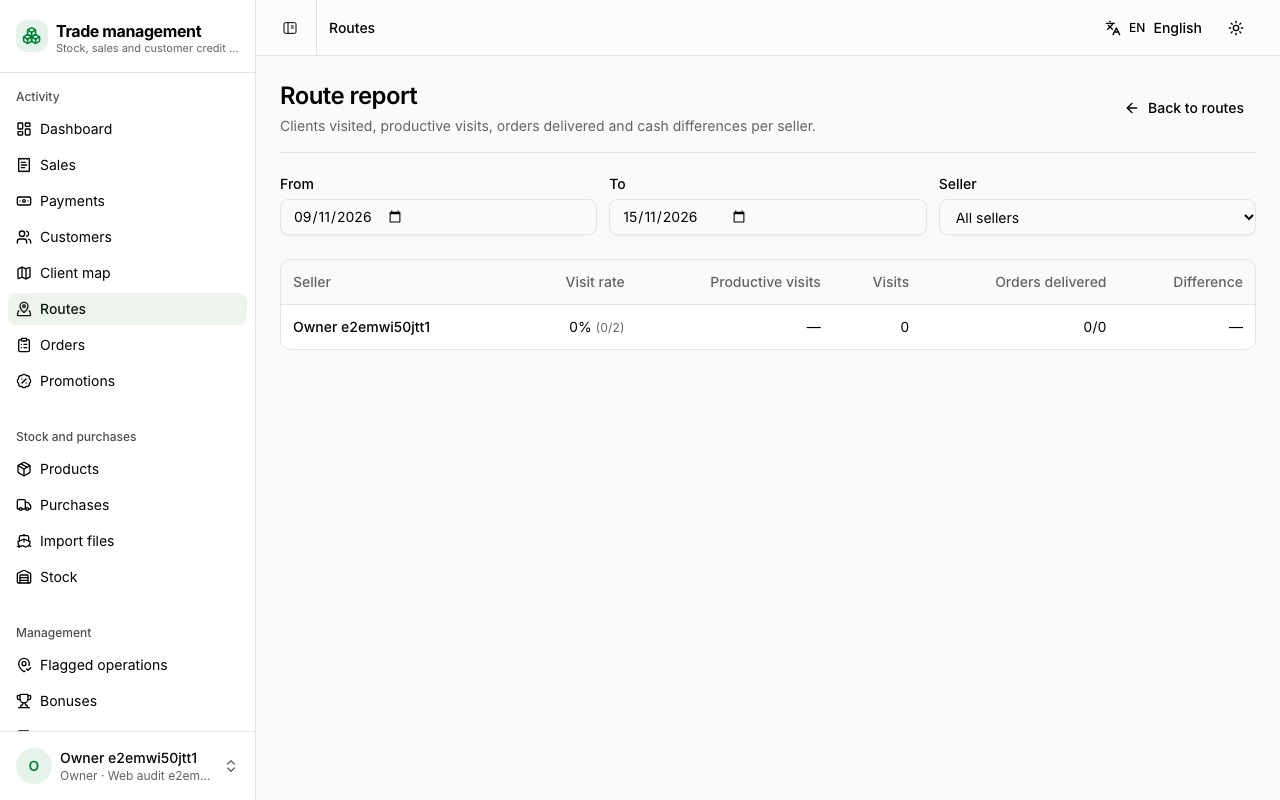 Trade management
Stock, sales and customer credit ...
Activity
Dashboard
Sales
Payments
Customers
Client map
Routes
Orders
Promotions
Stock and purchases
Products
Purchases
Import files
Stock
Management
Flagged operations
Bonuses
O
Owner e2emwi50jtt1
Owner · Web audit e2em...
Routes
EN English
Route report
Clients visited, productive visits, orders delivered and cash differences per seller.
Back to routes
From
To
Seller
09/11/2026
15/11/2026
All sellers
Seller Visit rate Productive visits Visits Orders delivered Difference
Owner e2emwi50jtt1 0% (0/2) — 0 0/0 —